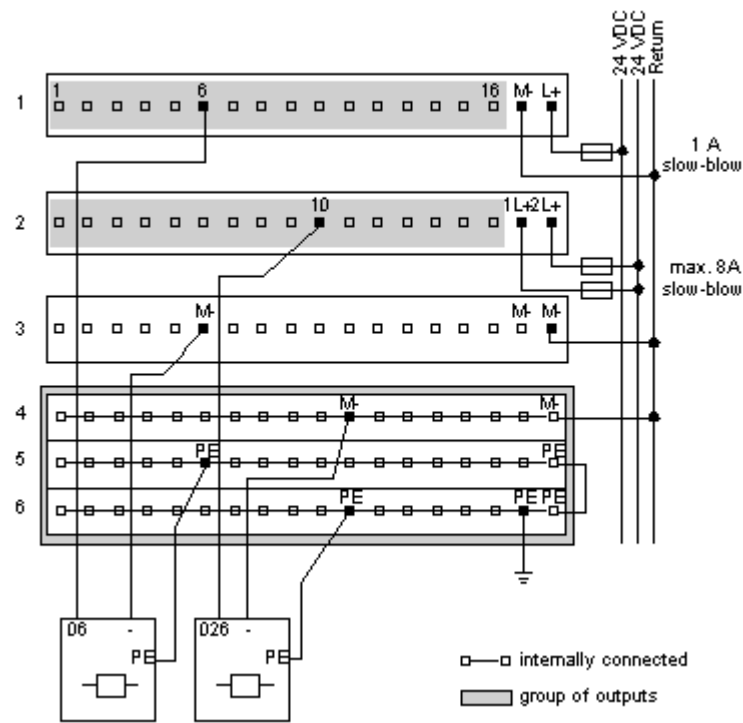 24 VDC
24 VDC
Return
1 6 16 M- L+
1
1 A
slow-blow
10 1L+2L+
2
max. 8A
slow-blow
M- M- M-
3
M- M-
4
PE PE
5
PE PE PE
6
06 -
PE
026 -
PE
internally connected
group of outputs